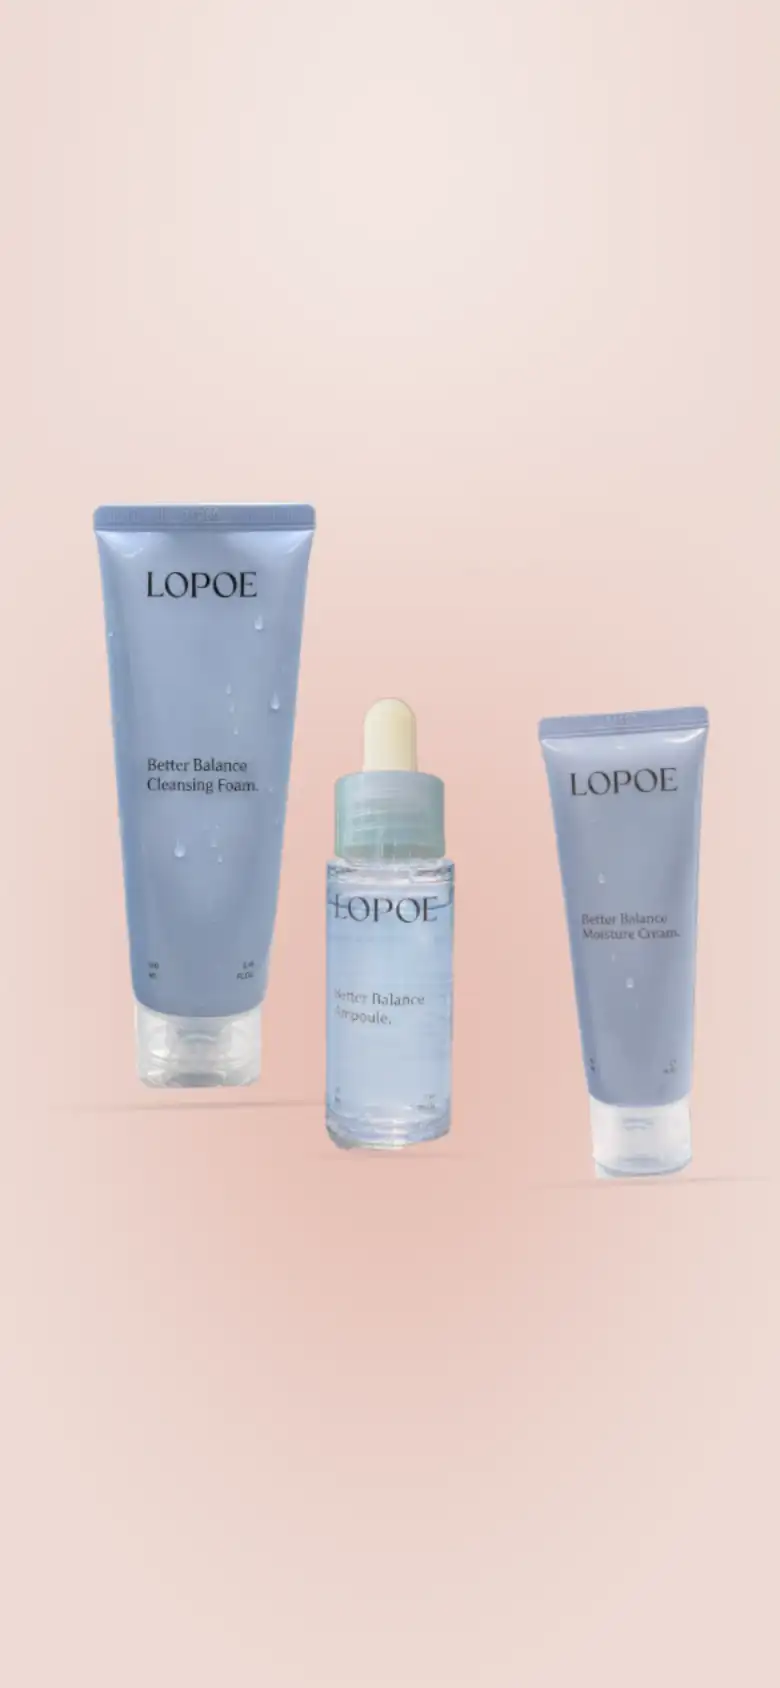 LOPOE
Better Balance
Cleansing Foam.
LOPOE
Better Balance
Ampoule.
LOPOE
Better Balance
Moisture Cream.